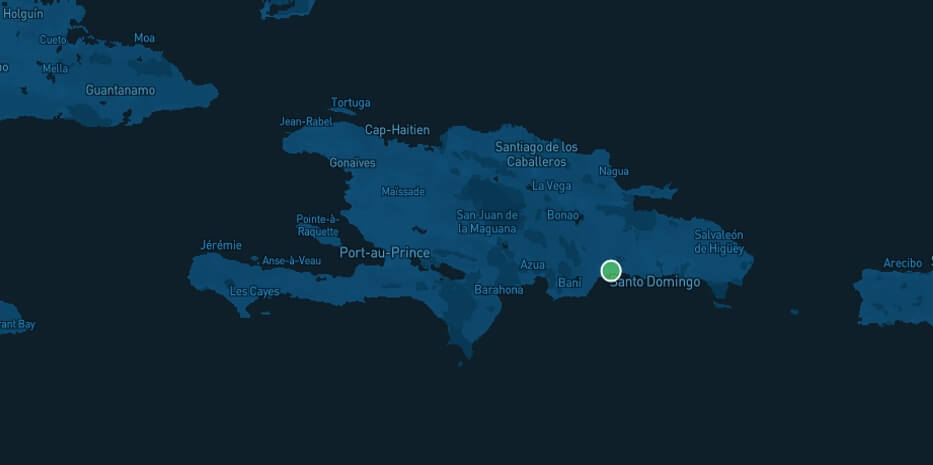 Holguín
Cueto
Moa
Mella
Guantanamo
Tortuga
Jean-Rabel
Cap-Haitien
Gonaives
Santiago de los
Caballeros
Nagua
Maïssade
La Vega
San Juan de
la Maguana
Bonao
Pointe-à-
Raquette
Salvaleón
de Higüey
Jérémie
Anse-à-Veau
Port-au-Prince
Azua
Arecibo
Les Cayes
Barahona
Baní
Santo Domingo
rant Bay